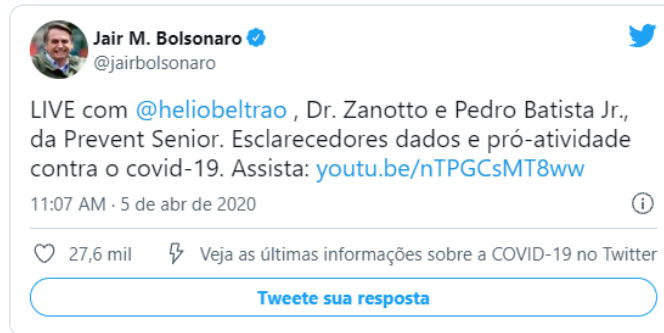 Jair M. Bolsonaro
@jairbolsonaro
LIVE com @heliobeltrao , Dr. Zanotto e Pedro Batista Jr.,
da Prevent Senior. Esclarecedores dados e pró-atividade
contra o covid-19. Assista: youtu.be/nTPGCsMT8ww
11:07 AM · 5 de abr de 2020
27,6 mil Veja as últimas informações sobre a COVID-19 no Twitter
Tweete sua resposta